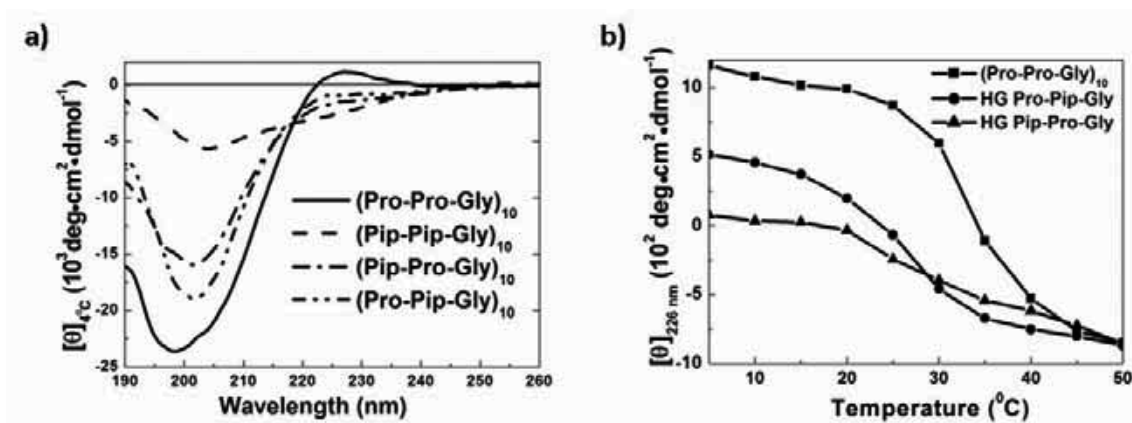 a)
[θ]4°C (10³deg•cm²•dmol⁻¹)
0
-5
-10
-15
-20
-25
190 200 210 220 230 240 250 260
Wavelength (nm)
(Pro-Pro-Gly)10
(Pip-Pip-Gly)10
(Pip-Pro-Gly)10
(Pro-Pip-Gly)10
b)
[θ]226 nm (10² deg•cm²•dmol⁻¹)
10
5
0
-5
-10
10 20 30 40 50
Temperature (⁰C)
(Pro-Pro-Gly)10
HG Pro-Pip-Gly
HG Pip-Pro-Gly